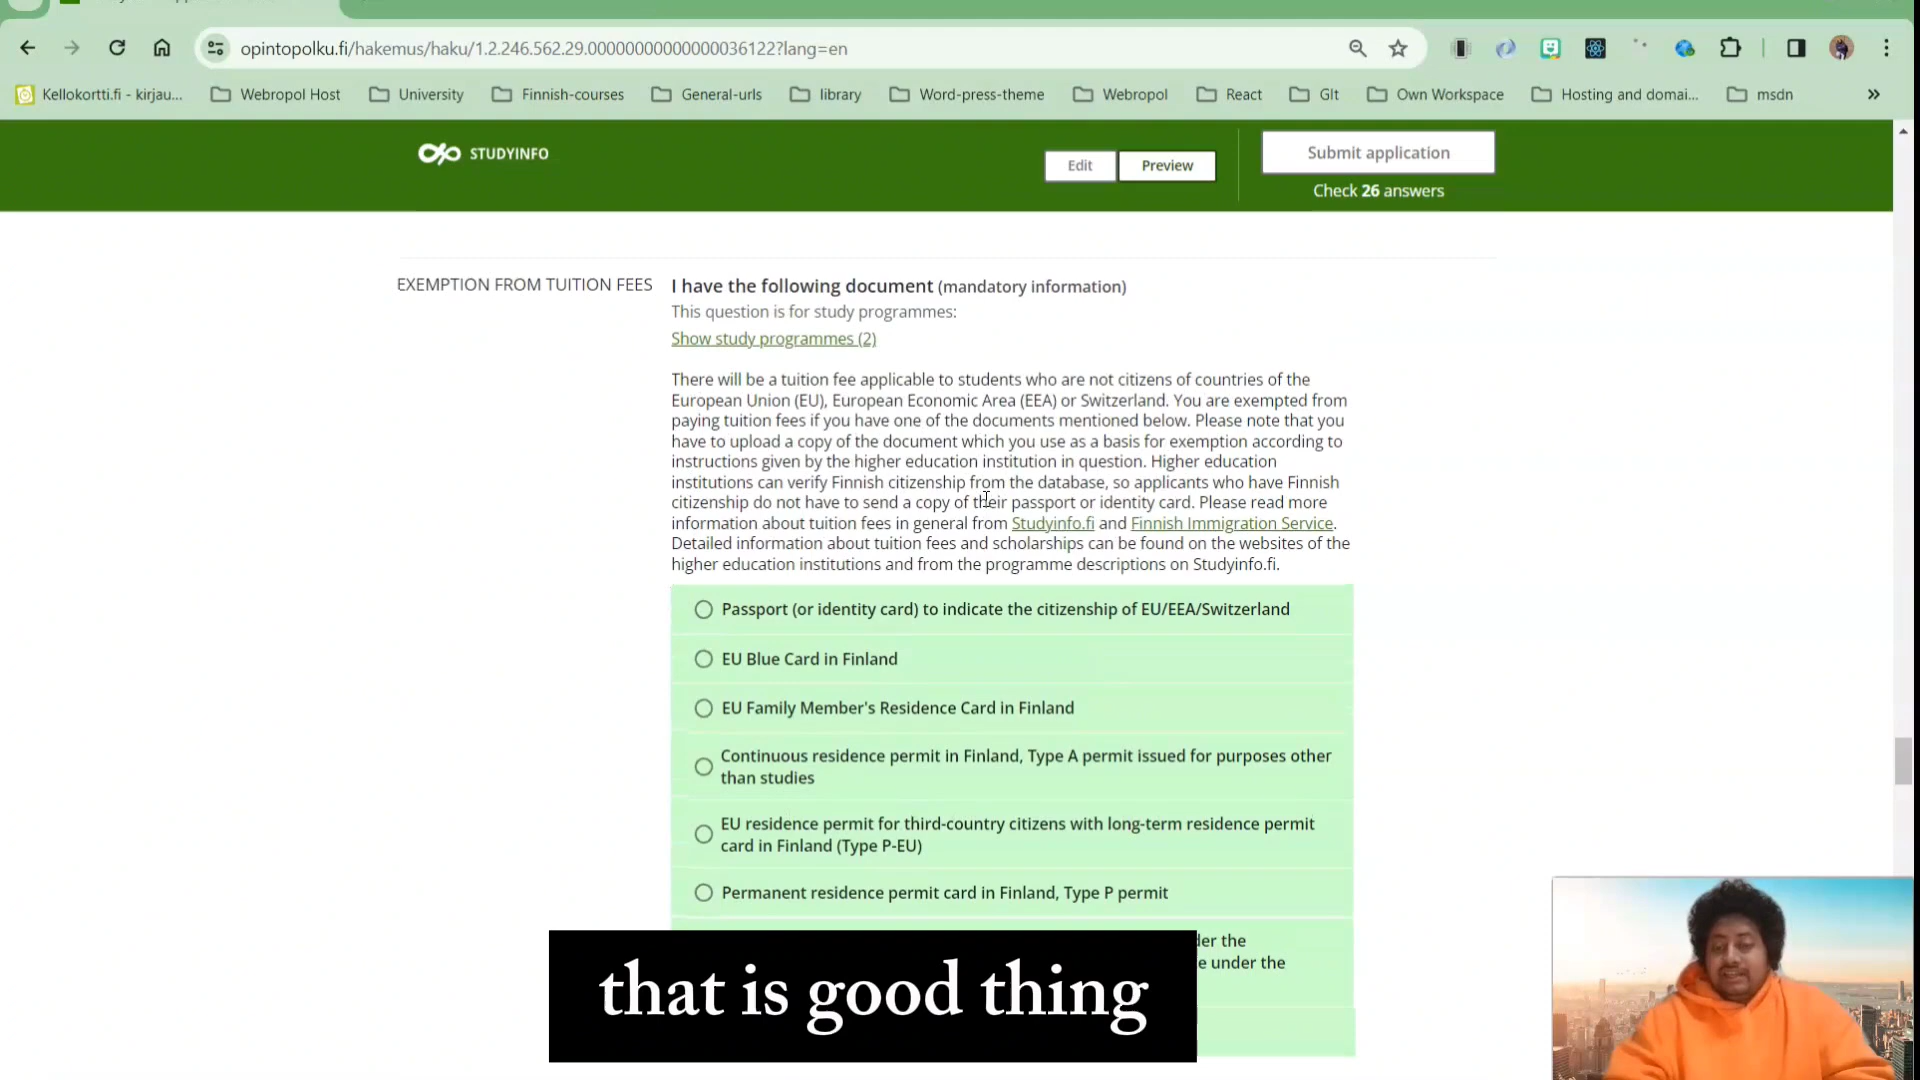 opintopolku.fi/hakemus/haku/1.2.246.562.29.00000000000000036122?lang=en
Kellokortti.fi - kirjau...
Webropol Host
University
Finnish-courses
General-urls
library
Word-press-theme
Webropol
React
GIt
Own Workspace
Hosting and domai...
msdn
»
STUDYINFO
Edit
Preview
Submit application
Check 26 answers
EXEMPTION FROM TUITION FEES
I have the following document (mandatory information)
This question is for study programmes:
Show study programmes (2)
There will be a tuition fee applicable to students who are not citizens of countries of the
European Union (EU), European Economic Area (EEA) or Switzerland. You are exempted from
paying tuition fees if you have one of the documents mentioned below. Please note that you
have to upload a copy of the document which you use as a basis for exemption according to
instructions given by the higher education institution in question. Higher education
institutions can verify Finnish citizenship from the database, so applicants who have Finnish
citizenship do not have to send a copy of their passport or identity card. Please read more
information about tuition fees in general from Studyinfo.fi and Finnish Immigration Service.
Detailed information about tuition fees and scholarships can be found on the websites of the
higher education institutions and from the programme descriptions on Studyinfo.fi.
Passport (or identity card) to indicate the citizenship of EU/EEA/Switzerland
EU Blue Card in Finland
EU Family Member's Residence Card in Finland
Continuous residence permit in Finland, Type A permit issued for purposes other
than studies
EU residence permit for third-country citizens with long-term residence permit
card in Finland (Type P-EU)
Permanent residence permit card in Finland, Type P permit
the
under the
that is good thing